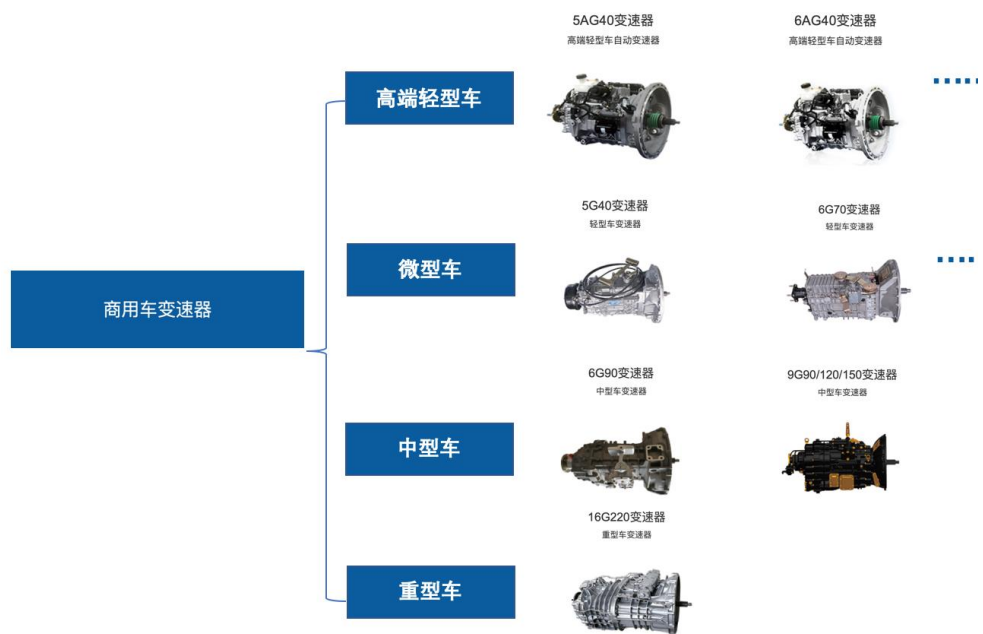 5AG40变速器
6AG40变速器
高端轻型车自动变速器
高端轻型车自动变速器
高端轻型车
5G40变速器
6G70变速器
轻型车变速器
轻型车变速器
微型车
商用车变速器
6G90变速器
9G90/120/150变速器
中型车变速器
中型车变速器
中型车
16G220变速器
重型车变速器
重型车